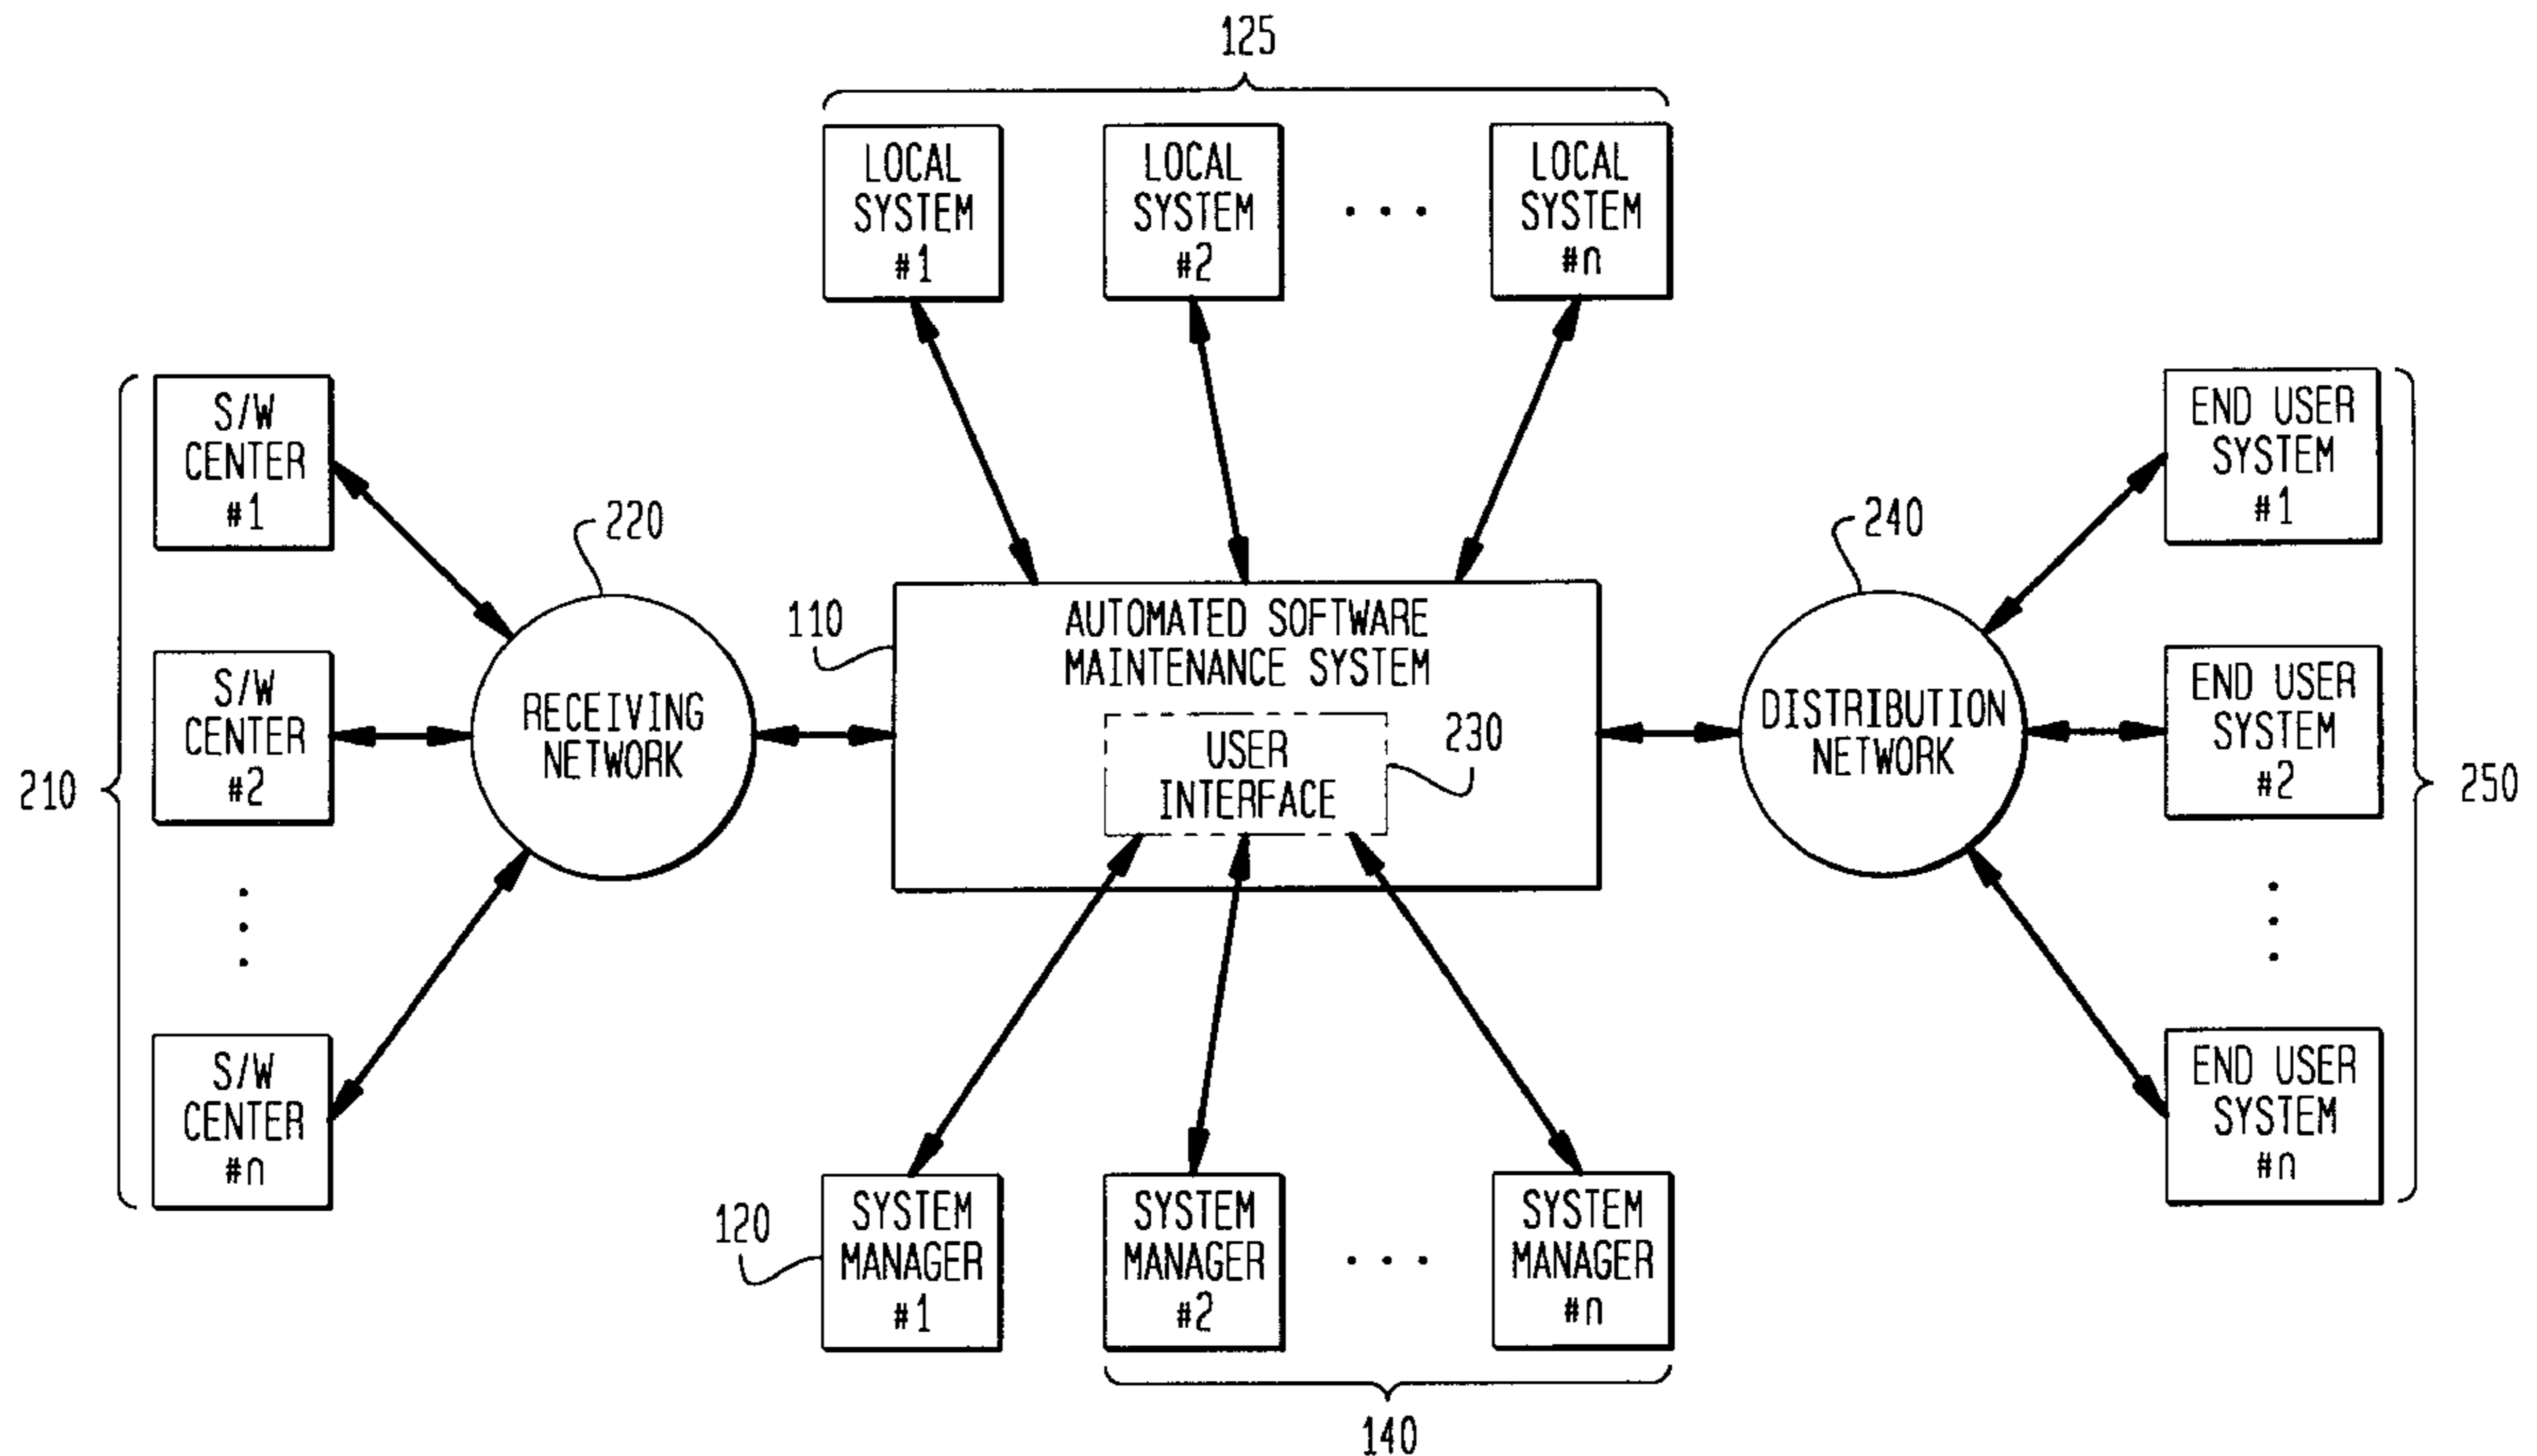 125
LOCAL
SYSTEM
#1
LOCAL
SYSTEM
#2
LOCAL
SYSTEM
#n
210
S/W
CENTER
#1
S/W
CENTER
#2
S/W
CENTER
#n
220
RECEIVING
NETWORK
110
AUTOMATED SOFTWARE
MAINTENANCE SYSTEM
USER
INTERFACE
230
240
DISTRIBUTION
NETWORK
END USER
SYSTEM
#1
END USER
SYSTEM
#2
END USER
SYSTEM
#n
250
120
SYSTEM
MANAGER
#1
SYSTEM
MANAGER
#2
SYSTEM
MANAGER
#n
140